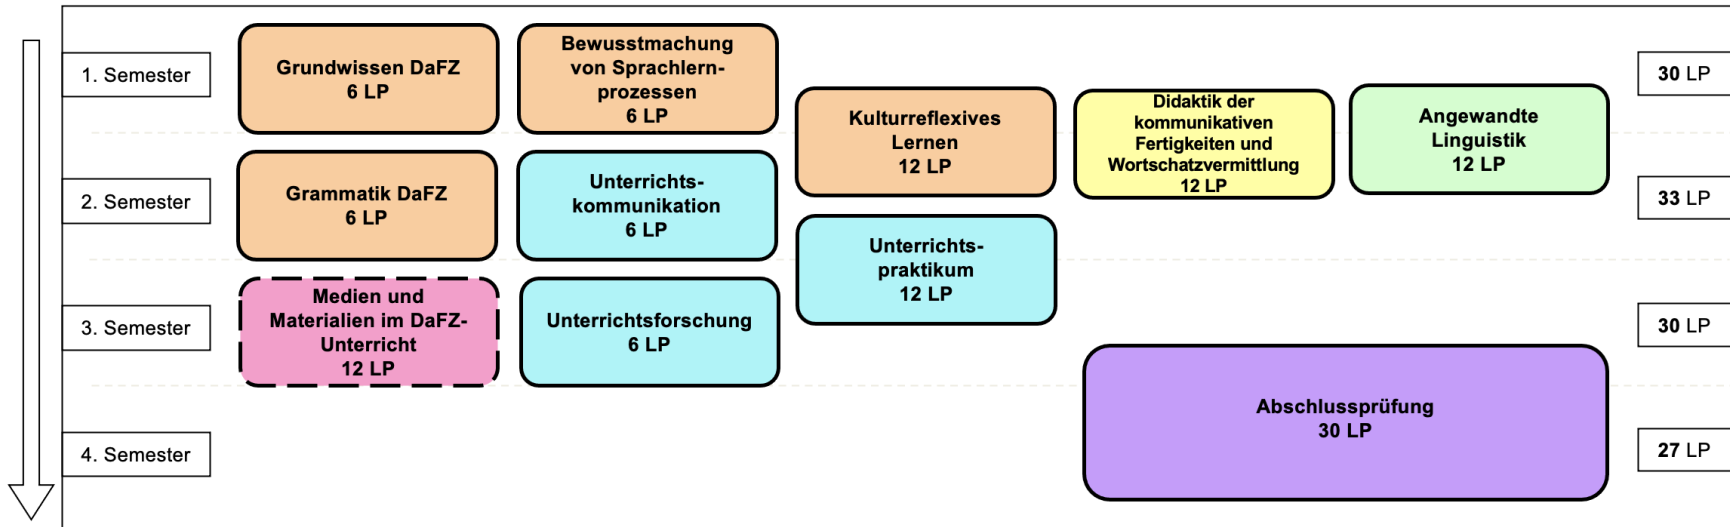 1. Semester
Grundwissen DaFZ
6 LP
Bewusstmachung
von Sprachlern-
prozessen
6 LP
30 LP
Kulturreflexives
Lernen
12 LP
Didaktik der
kommunikativen
Fertigkeiten und
Wortschatzvermittlung
12 LP
Angewandte
Linguistik
12 LP
2. Semester
Grammatik DaFZ
6 LP
Unterrichts-
kommunikation
6 LP
33 LP
Unterrichts-
praktikum
12 LP
3. Semester
Medien und
Materialien im DaFZ-
Unterricht
12 LP
Unterrichtsforschung
6 LP
30 LP
Abschlussprüfung
30 LP
4. Semester
27 LP